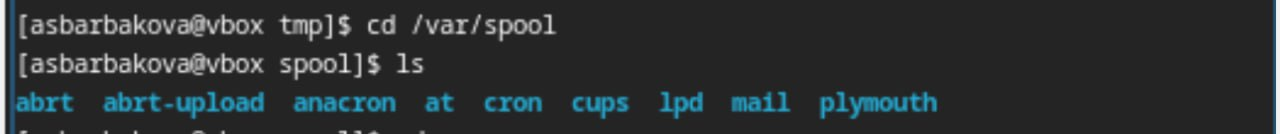 [asbarbakova@vbox tmp]$ cd /var/spool
[asbarbakova@vbox spool]$ ls
abrt  abrt-upload  anacron  at  cron  cups  lpd  mail  plymouth